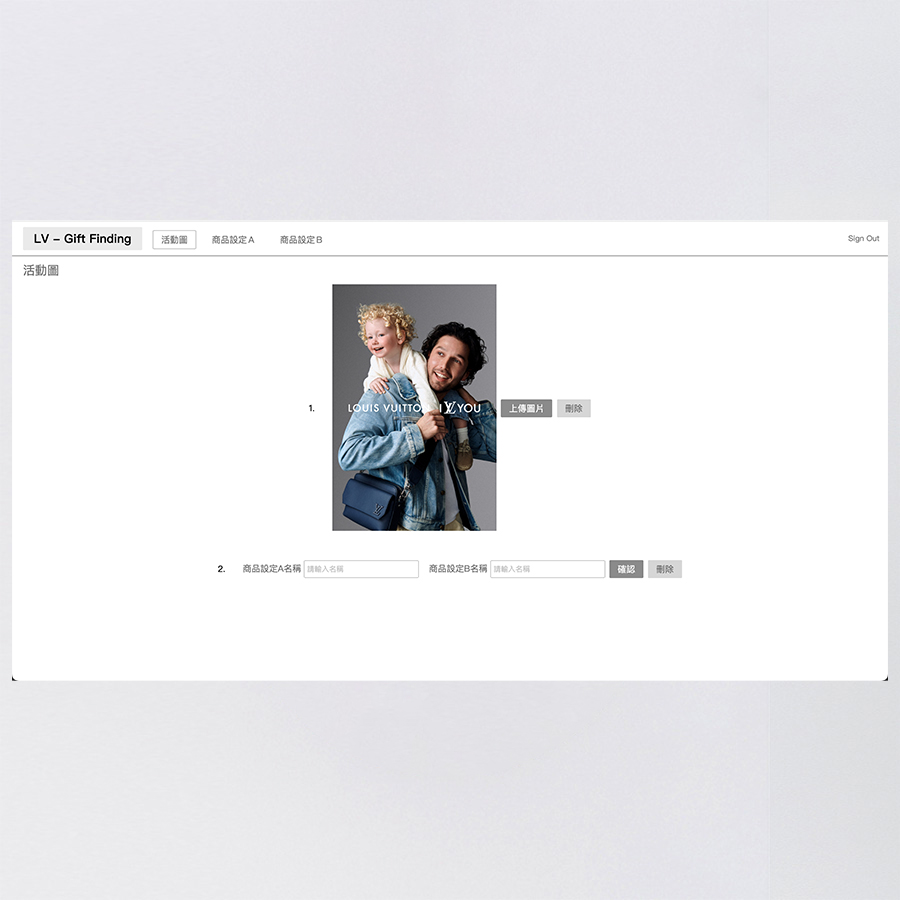 LV – Gift Finding 活動圖 商品設定A 商品設定B Sign Out
活動圖
1. LOUIS VUITTON I LV YOU 上傳圖片 刪除
2. 商品設定A名稱 請輸入名稱 商品設定B名稱 請輸入名稱 確認 刪除